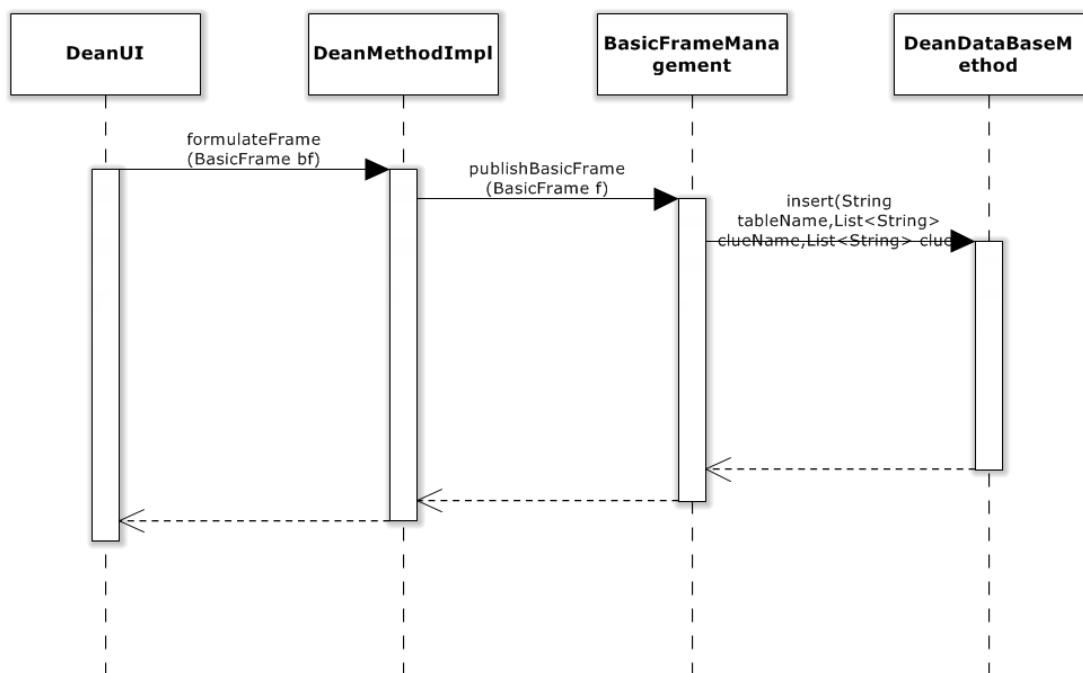 DeanUI
DeanMethodImpl
BasicFrameMana
gement
DeanDataBaseM
ethod
formulateFrame
(BasicFrame bf)
publishBasicFrame
(BasicFrame f)
insert(String
tableName,List<String>
clueName,List<String> clue